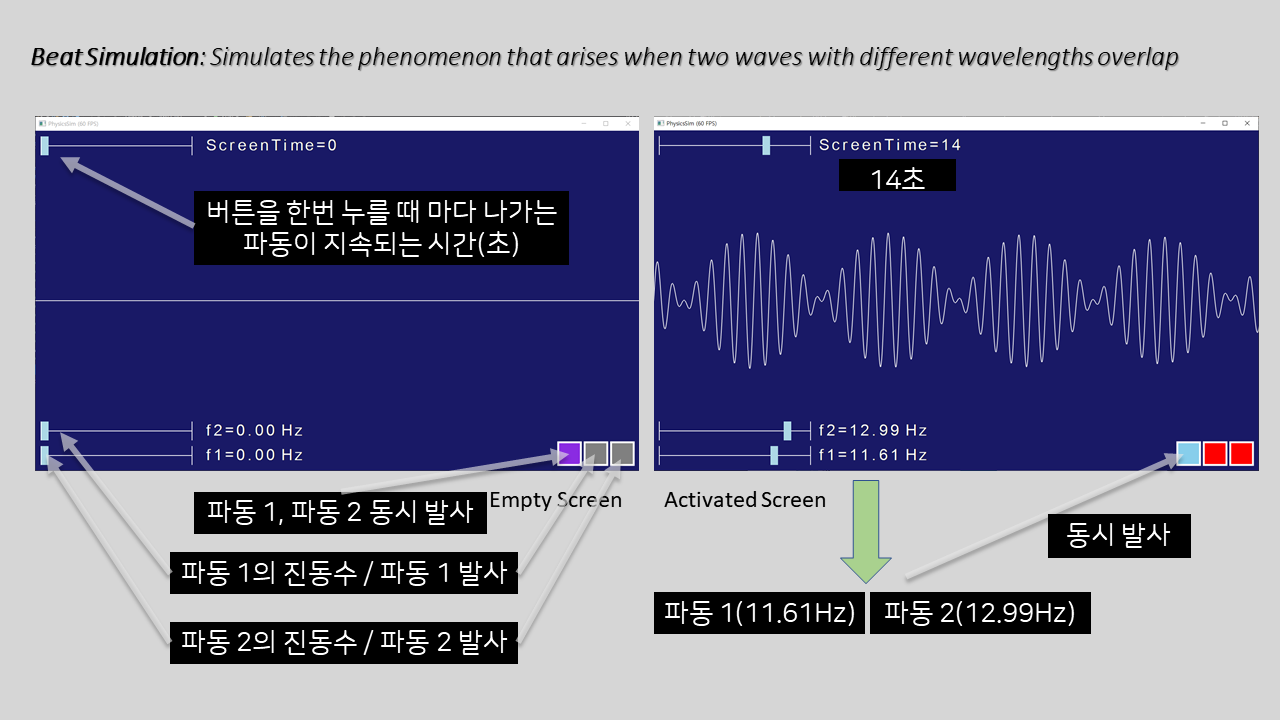 Beat Simulation: Simulates the phenomenon that arises when two waves with different wavelengths overlap
PhysicsSim (60 FPS)
ScreenTime=0
버튼을 한번 누를 때 마다 나가는
파동이 지속되는 시간(초)
f2=0.00 Hz
f1=0.00 Hz
파동 1, 파동 2 동시 발사
Empty Screen
파동 1의 진동수 / 파동 1 발사
파동 2의 진동수 / 파동 2 발사
PhysicsSim (60 FPS)
ScreenTime=14
14초
f2=12.99 Hz
f1=11.61 Hz
Activated Screen
동시 발사
파동 1(11.61Hz)
파동 2(12.99Hz)